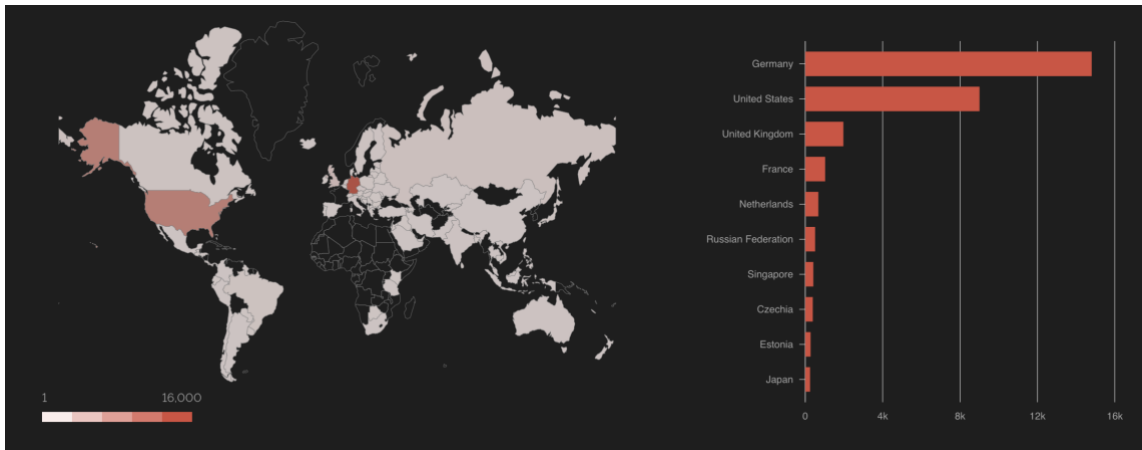 1 16,000
Germany
United States
United Kingdom
France
Netherlands
Russian Federation
Singapore
Czechia
Estonia
Japan
0 4k 8k 12k 16k